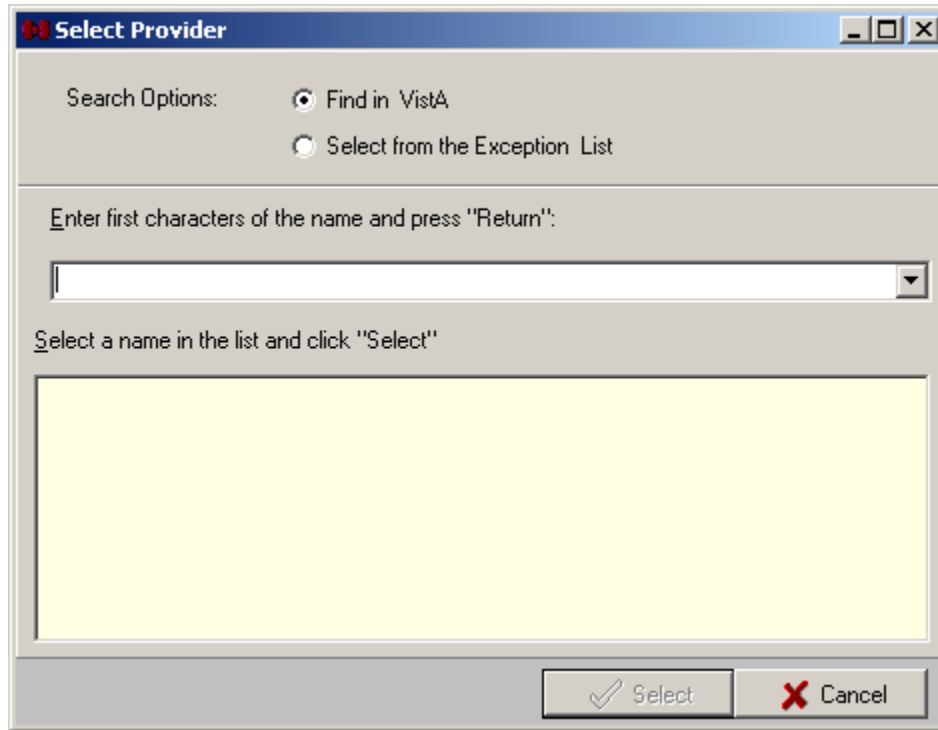 Select Provider
Search Options:
Find in VistA
Select from the Exception List
Enter first characters of the name and press "Return":
Select a name in the list and click "Select"
Select
Cancel